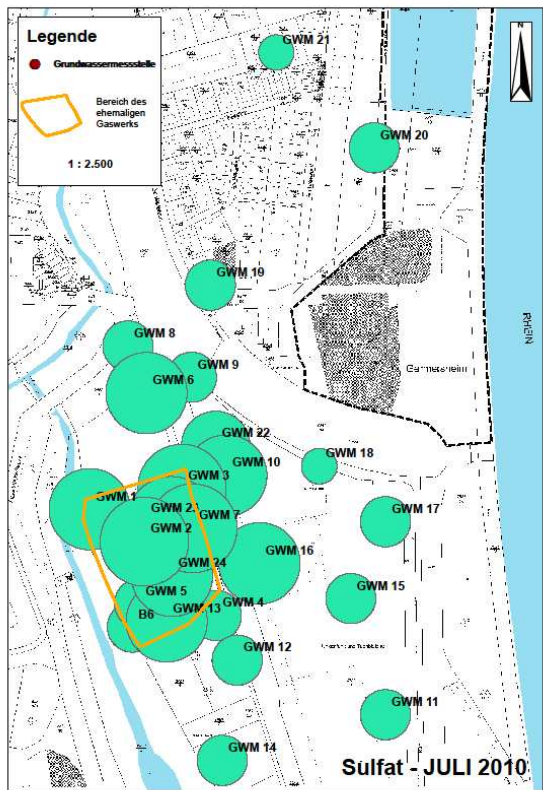 Legende
Grundwassermessstelle
Bereich des
ehemaligen
Gaswerks
1 : 2.500
N
GWM 21
GWM 20
GWM 19
GWM 8
GWM 9
GWM 6
GWM 22
GWM 10
GWM 3
GWM 18
GWM 1
GWM 2
GWM 7
GWM 17
GWM 16
GWM 24
GWM 5
GWM 15
B6
GWM 13
GWM 4
GWM 12
GWM 11
GWM 14
Germersheim
RHEIN
Sulfat - JULI 2010